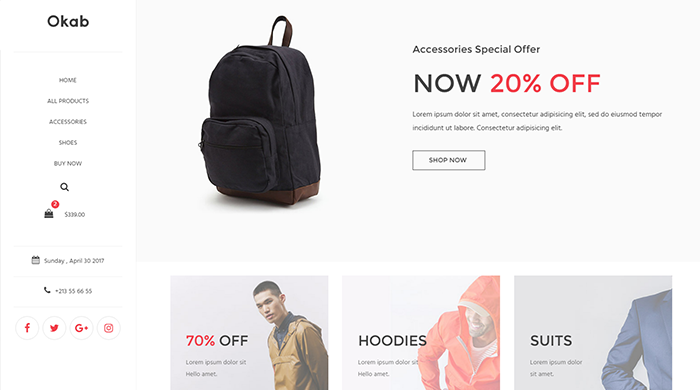 Okab
HOME
ALL PRODUCTS
ACCESSORIES
SHOES
BUY NOW
2
$339.00
Sunday , April 30 2017
+213 55 66 55
Accessories Special Offer
NOW 20% OFF
Lorem ipsum dolor sit amet, consectetur adipisicing elit, sed do eiusmod tempor
incididunt ut labore. Consectetur adipisicing elit.
SHOP NOW
70% OFF
Lorem ipsum dolor sit
Hello amet.
HOODIES
Lorem ipsum dolor sit
Hello amet.
SUITS
Lorem ipsum dolor
sit amet.